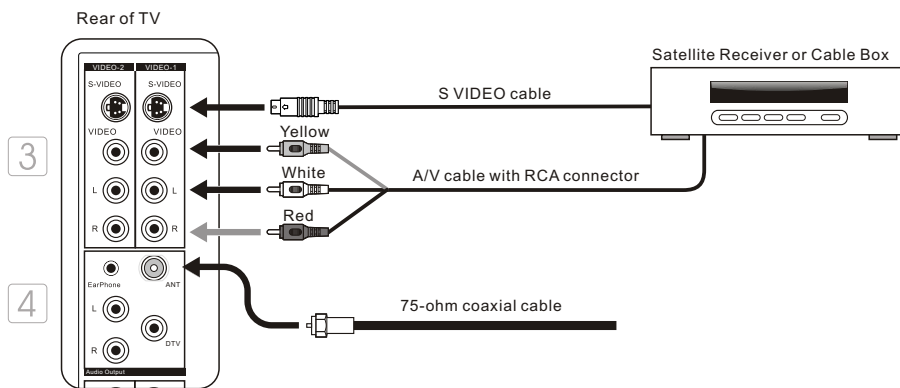 Rear of TV
Satellite Receiver or Cable Box
VIDEO-2 VIDEO-1
S-VIDEO S-VIDEO
S VIDEO cable
VIDEO VIDEO
Yellow
3
White
A/V cable with RCA connector
L L
Red
R R
EarPhone ANT
4
L
75-ohm coaxial cable
DTV
R
Audio Output